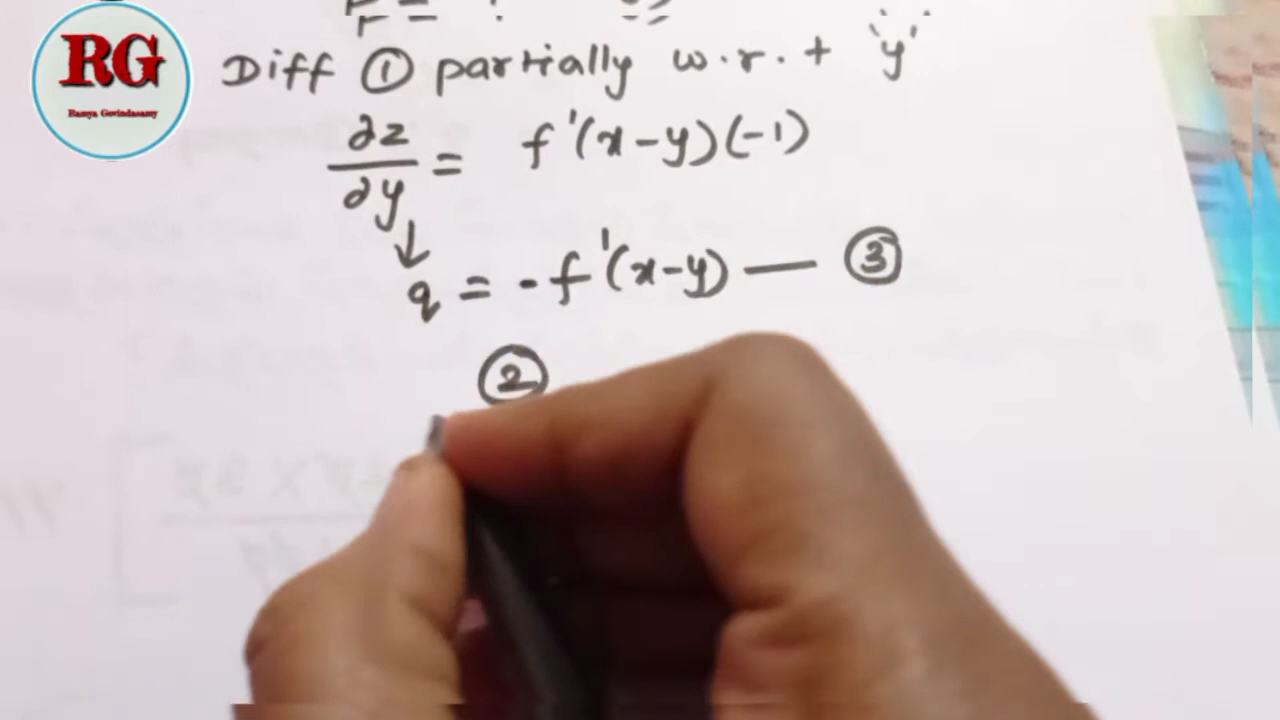 RG
Ramya Govindasamy
Diff ① partially w.r.t 'y'
∂z/∂y = f'(x-y)(-1)
↓
q = -f'(x-y) — ③
②